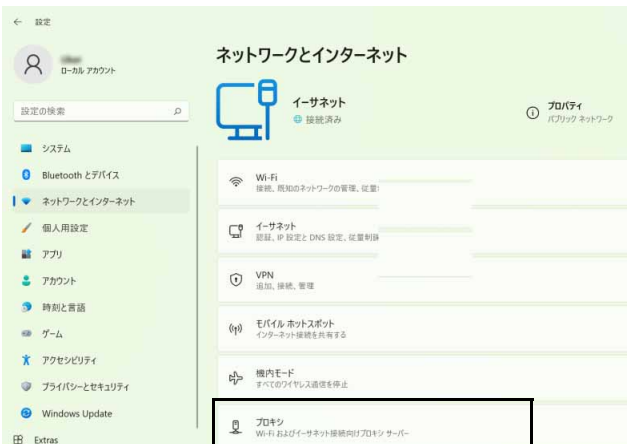 設定
ローカル アカウント
設定の検索
システム
Bluetooth とデバイス
ネットワークとインターネット
個人用設定
アプリ
アカウント
時刻と言語
ゲーム
アクセシビリティ
プライバシーとセキュリティ
Windows Update
Extras
ネットワークとインターネット
イーサネット
接続済み
プロパティ
パブリック ネットワーク
Wi-Fi
接続、既知のネットワークの管理、従量
イーサネット
認証、IP 設定と DNS 設定、従量制課
VPN
追加、接続、管理
モバイル ホットスポット
インターネット接続を共有する
機内モード
すべてのワイヤレス通信を停止
プロキシ
Wi-Fi およびイーサネット接続向けプロキシ サーバー